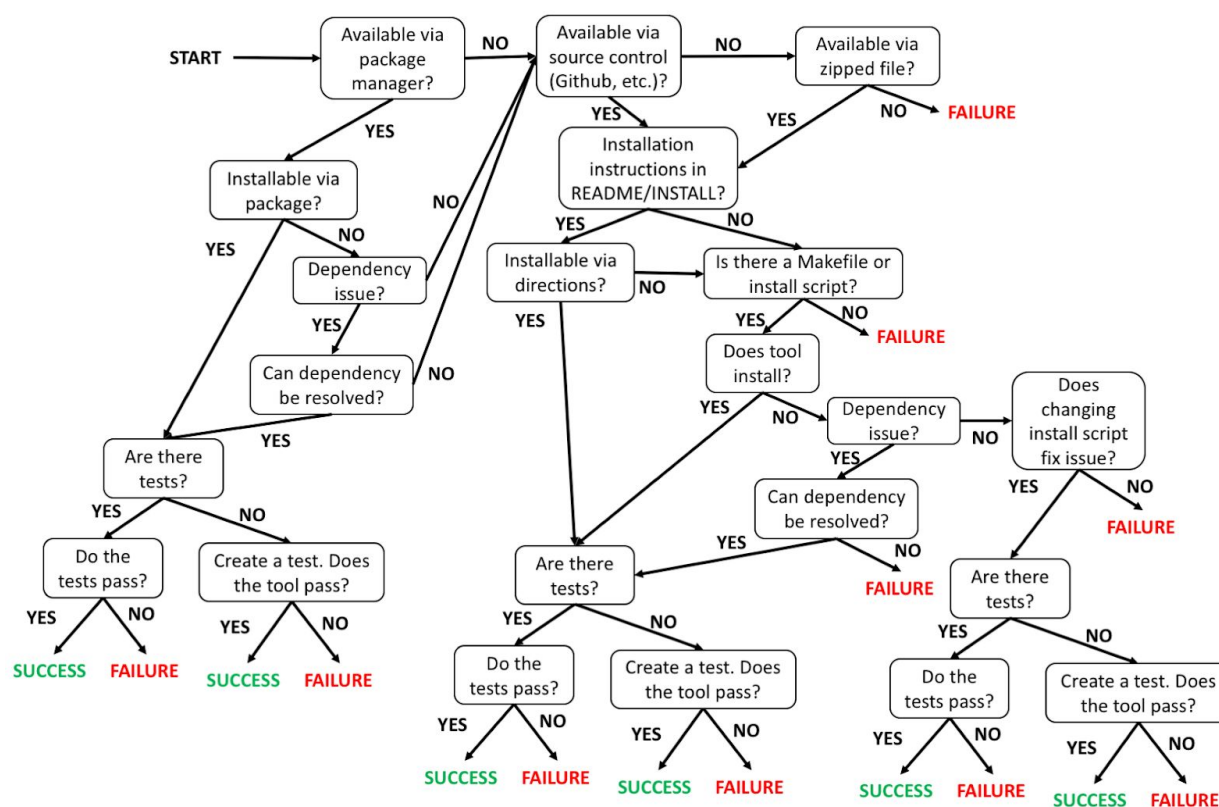 START
Available via
package
manager?
NO
Available via
source control
(Github, etc.)?
NO
Available via
zipped file?
YES
YES
YES
NO
FAILURE
Installable via
package?
Installation
instructions in
README/INSTALL?
NO
YES
NO
YES
NO
Dependency
issue?
Installable via
directions?
NO
Is there a Makefile or
install script?
YES
YES
YES
NO
FAILURE
Can dependency
be resolved?
NO
Does tool
install?
YES
YES
NO
Dependency
issue?
NO
Does
changing
install script
fix issue?
Are there
tests?
YES
YES
NO
FAILURE
Can dependency
be resolved?
YES
NO
YES
NO
FAILURE
Do the
tests pass?
Create a test. Does
the tool pass?
Are there
tests?
Are there
tests?
YES
NO
YES
NO
SUCCESS
FAILURE
SUCCESS
FAILURE
YES
NO
YES
NO
Do the
tests pass?
Create a test. Does
the tool pass?
Do the
tests pass?
Create a test. Does
the tool pass?
YES
NO
YES
NO
YES
NO
YES
NO
SUCCESS
FAILURE
SUCCESS
FAILURE
SUCCESS
FAILURE
SUCCESS
FAILURE